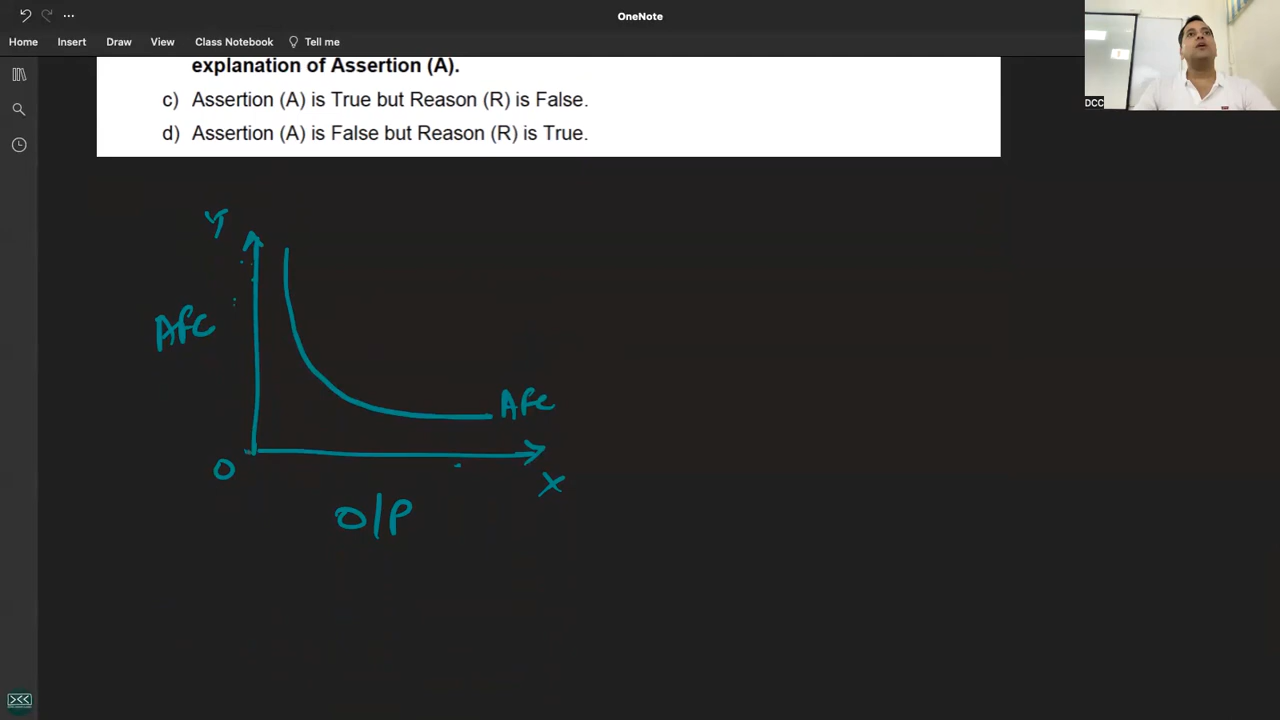 OneNote
Home Insert Draw View Class Notebook Tell me
DCC
explanation of Assertion (A).
c) Assertion (A) is True but Reason (R) is False.
d) Assertion (A) is False but Reason (R) is True.
Y
AFC
AFC
O
X
O/P